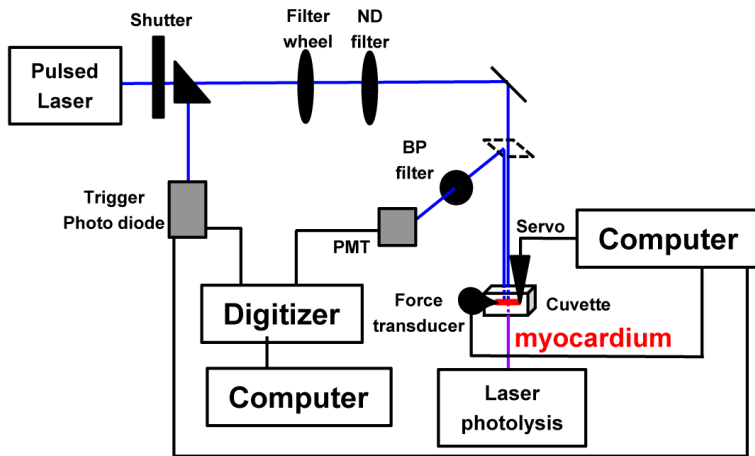 Shutter
Filter
wheel
ND
filter
Pulsed
Laser
BP
filter
Trigger
Photo diode
PMT
Servo
Computer
Digitizer
Force
transducer
Cuvette
myocardium
Computer
Laser
photolysis